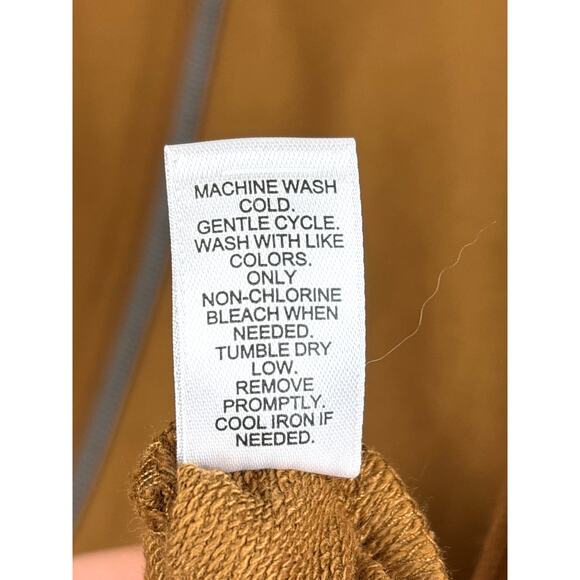 MACHINE WASH
COLD.
GENTLE CYCLE.
WASH WITH LIKE
COLORS.
ONLY
NON-CHLORINE
BLEACH WHEN
NEEDED.
TUMBLE DRY
LOW.
REMOVE
PROMPTLY.
COOL IRON IF
NEEDED.